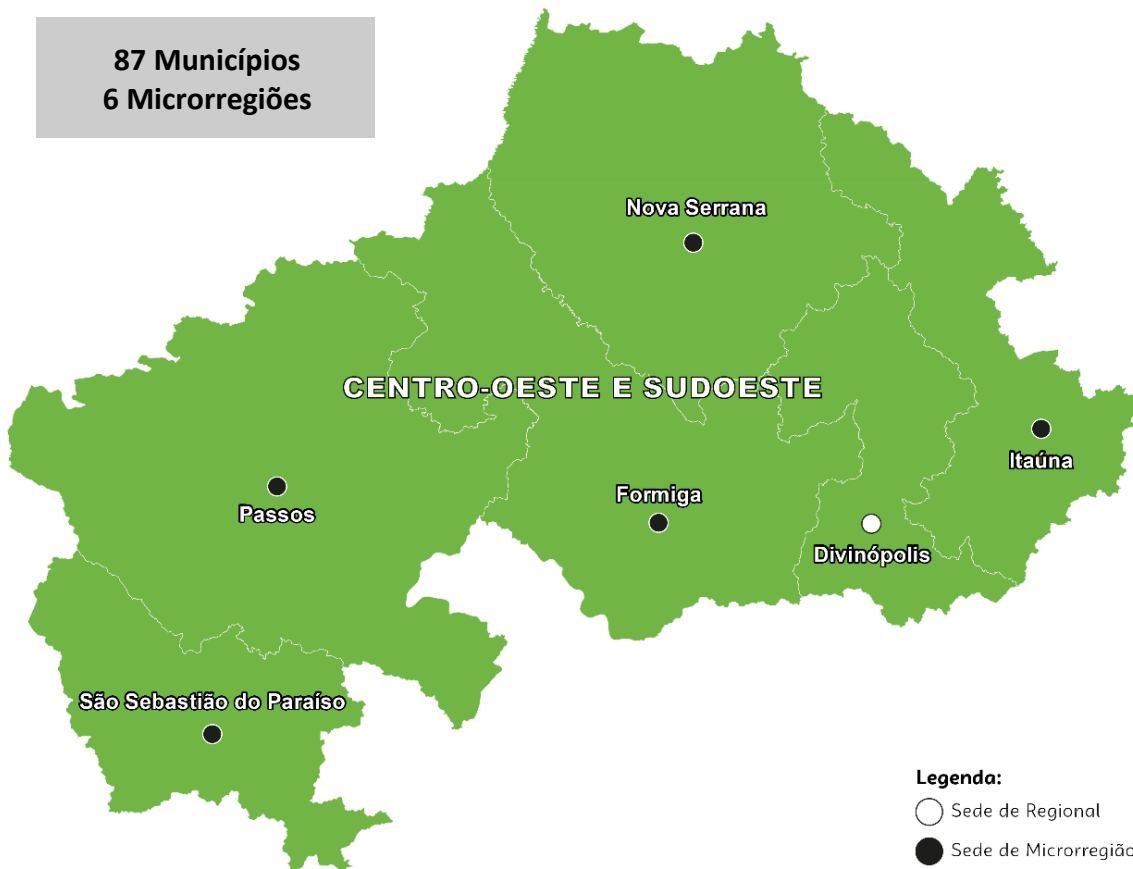 87 Municípios
6 Microrregiões
Nova Serrana
CENTRO-OESTE E SUDOESTE
Itaúna
Formiga
Passos
Divinópolis
São Sebastião do Paraíso
Legenda:
Sede de Regional
Sede de Microrregião